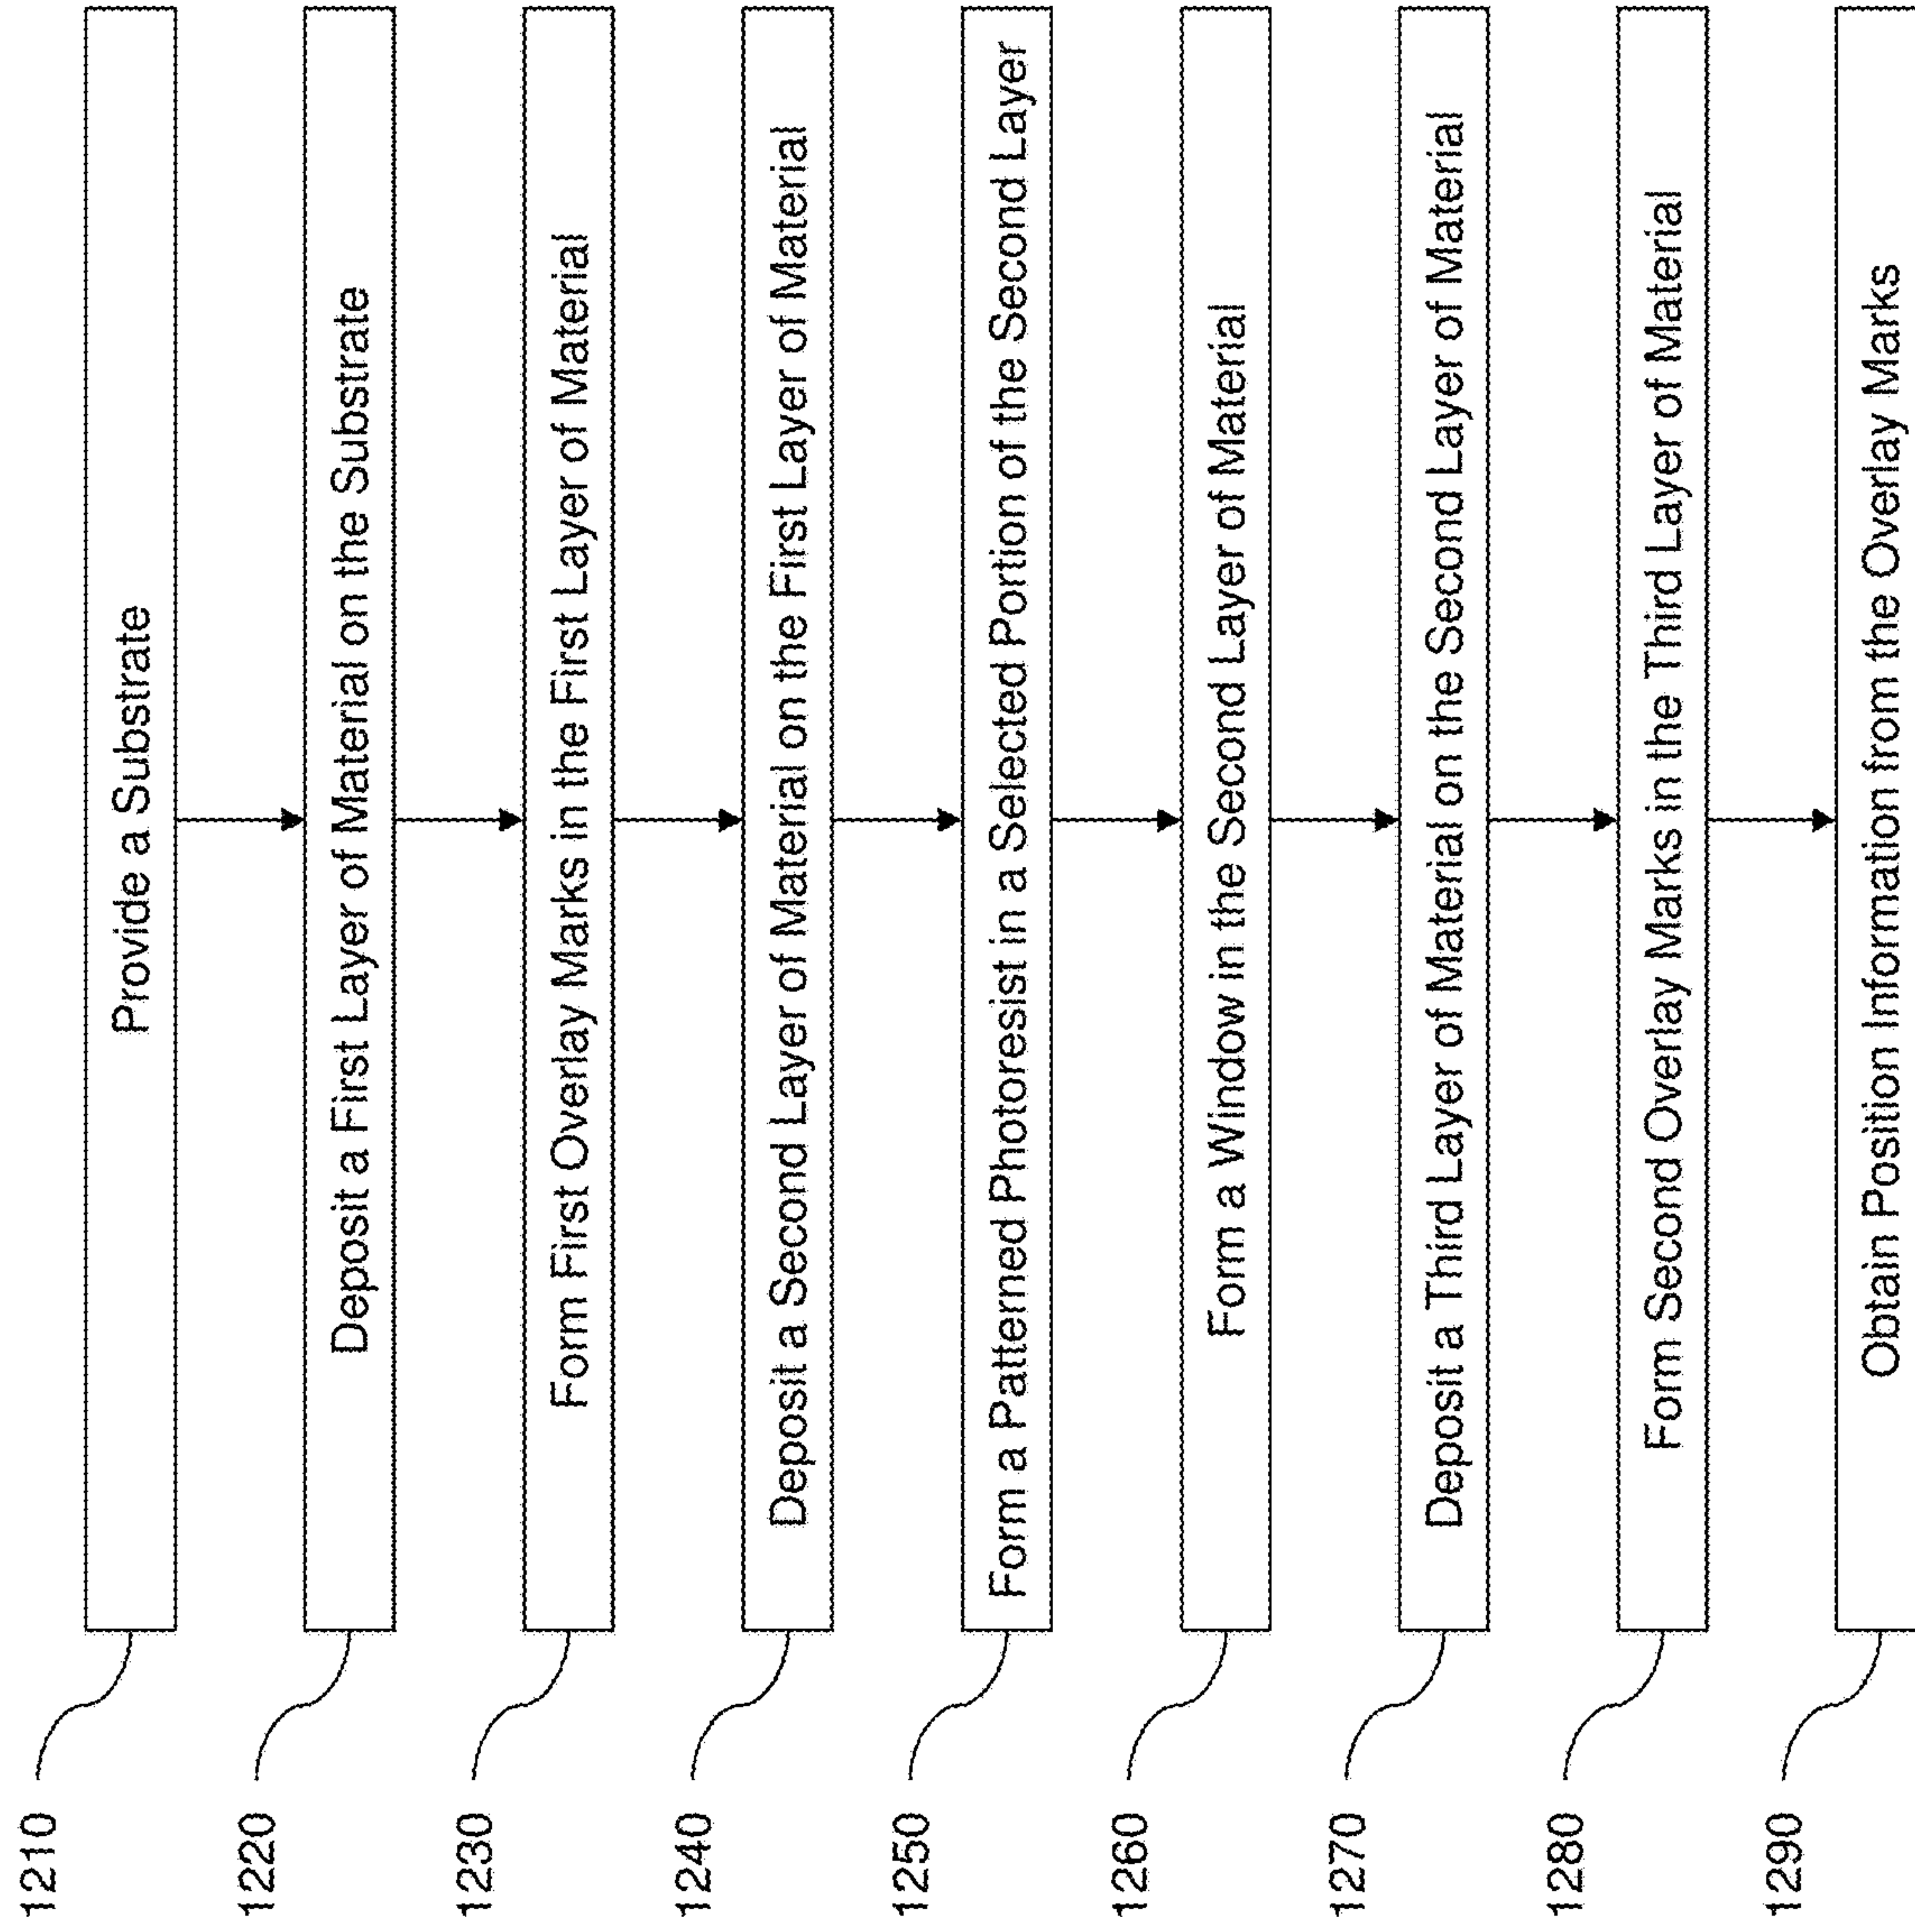 1210
Provide a Substrate
1220
Deposit a First Layer of Material on the Substrate
1230
Form First Overlay Marks in the First Layer of Material
1240
Deposit a Second Layer of Material on the First Layer of Material
1250
Form a Patterned Photoresist in a Selected Portion of the Second Layer
1260
Form a Window in the Second Layer of Material
1270
Deposit a Third Layer of Material on the Second Layer of Material
1280
Form Second Overlay Marks in the Third Layer of Material
1290
Obtain Position Information from the Overlay Marks